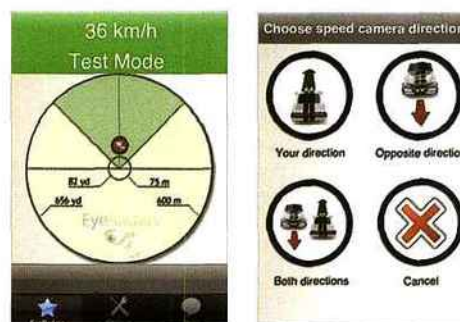 36 km/h
Test Mode
82 yd
75 m
656 yd
600 m
Choose speed camera direction
Your direction
Opposite direction
Both directions
Cancel